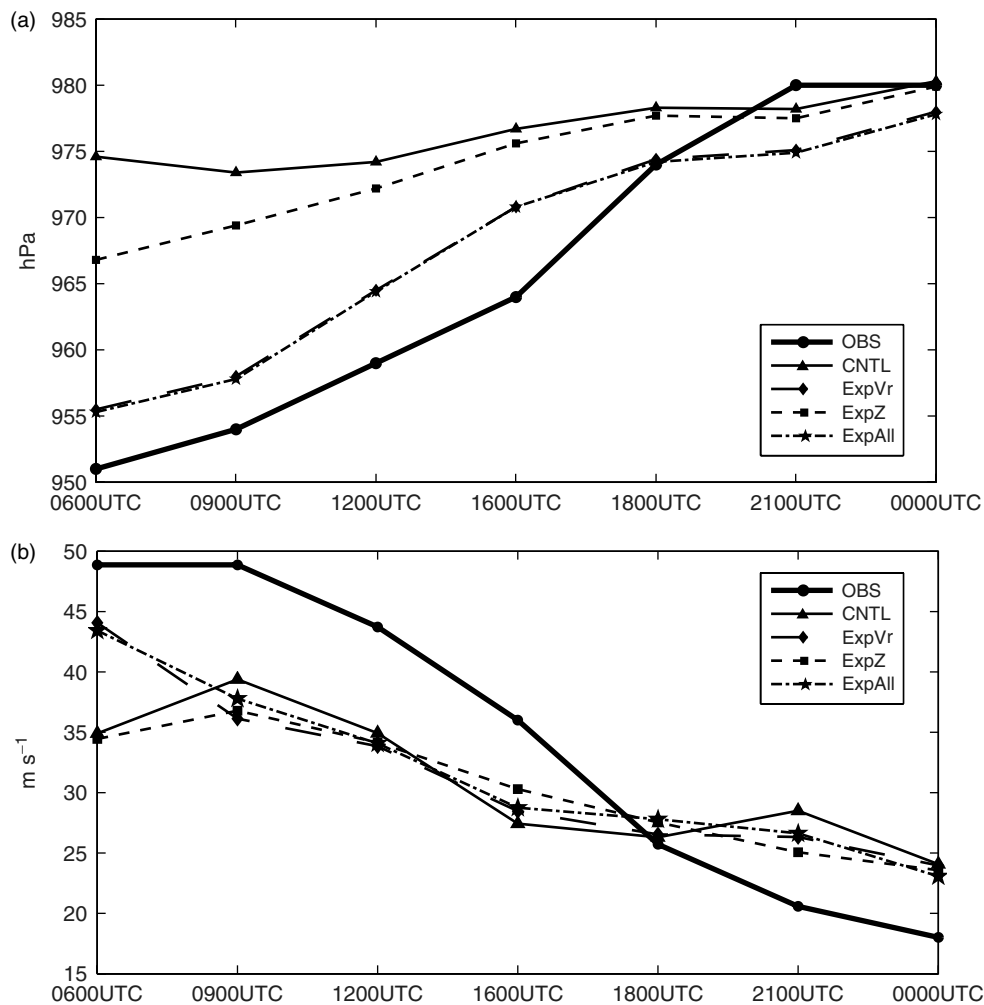 (a)
985
980
975
970
965
960
955
950
hPa
OBS
CNTL
ExpVr
ExpZ
ExpAll
0600UTC 0900UTC 1200UTC 1600UTC 1800UTC 2100UTC 0000UTC
(b)
50
45
40
35
30
25
20
15
m s⁻¹
OBS
CNTL
ExpVr
ExpZ
ExpAll
0600UTC 0900UTC 1200UTC 1600UTC 1800UTC 2100UTC 0000UTC